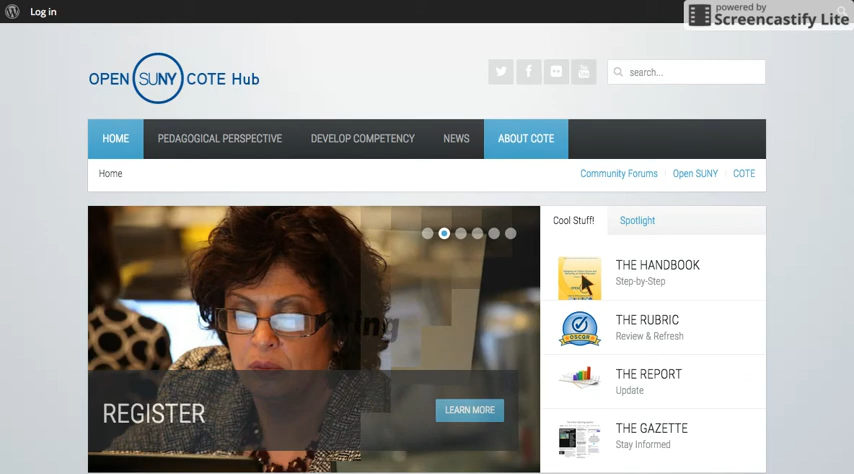 Log in
powered by
Screencastify Lite
OPEN SUNY COTE Hub
search...
HOME PEDAGOGICAL PERSPECTIVE DEVELOP COMPETENCY NEWS ABOUT COTE
Home
Community Forums Open SUNY COTE
Cool Stuff! Spotlight
THE HANDBOOK
Step-by-Step
OSCQR
THE RUBRIC
Review & Refresh
THE REPORT
Update
THE GAZETTE
Stay Informed
REGISTER
LEARN MORE